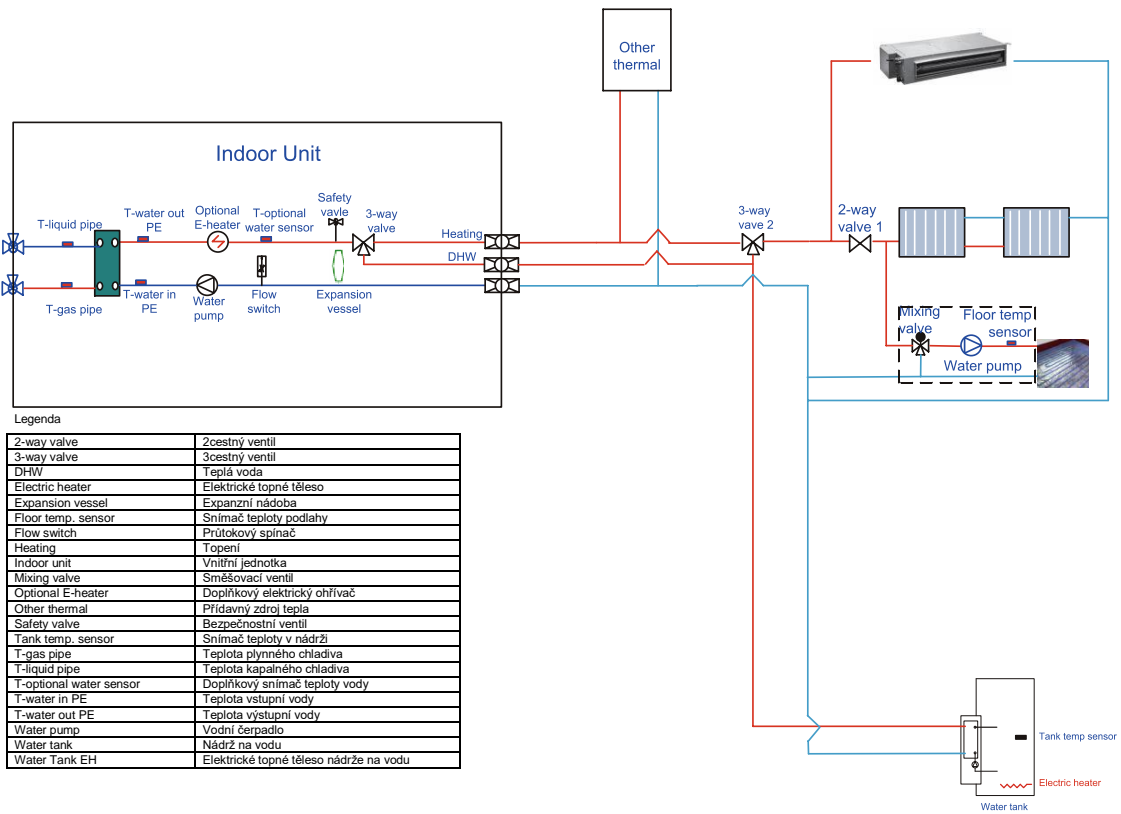 Other
thermal
Indoor Unit
Safety
vavle
T-liquid pipe
T-water out
PE
Optional
E-heater
T-optional
water sensor
3-way
valve
Heating
DHW
3-way
vave 2
2-way
valve 1
T-gas pipe
T-water in
PE
Water
pump
Flow
switch
Expansion
vessel
Mixing
valve
Floor temp
sensor
Water pump
Legenda
2-way valve 2cestný ventil
3-way valve 3cestný ventil
DHW Teplá voda
Electric heater Elektrické topné těleso
Expansion vessel Expanzní nádoba
Floor temp. sensor Snímač teploty podlahy
Flow switch Průtokový spínač
Heating Topení
Indoor unit Vnitřní jednotka
Mixing valve Směšovací ventil
Optional E-heater Doplňkový elektrický ohřívač
Other thermal Přídavný zdroj tepla
Safety valve Bezpečnostní ventil
Tank temp. sensor Snímač teploty v nádrži
T-gas pipe Teplota plynného chladiva
T-liquid pipe Teplota kapalného chladiva
T-optional water sensor Doplňkový snímač teploty vody
T-water in PE Teplota vstupní vody
T-water out PE Teplota výstupní vody
Water pump Vodní čerpadlo
Water tank Nádrž na vodu
Water Tank EH Elektrické topné těleso nádrže na vodu
Tank temp sensor
Electric heater
Water tank